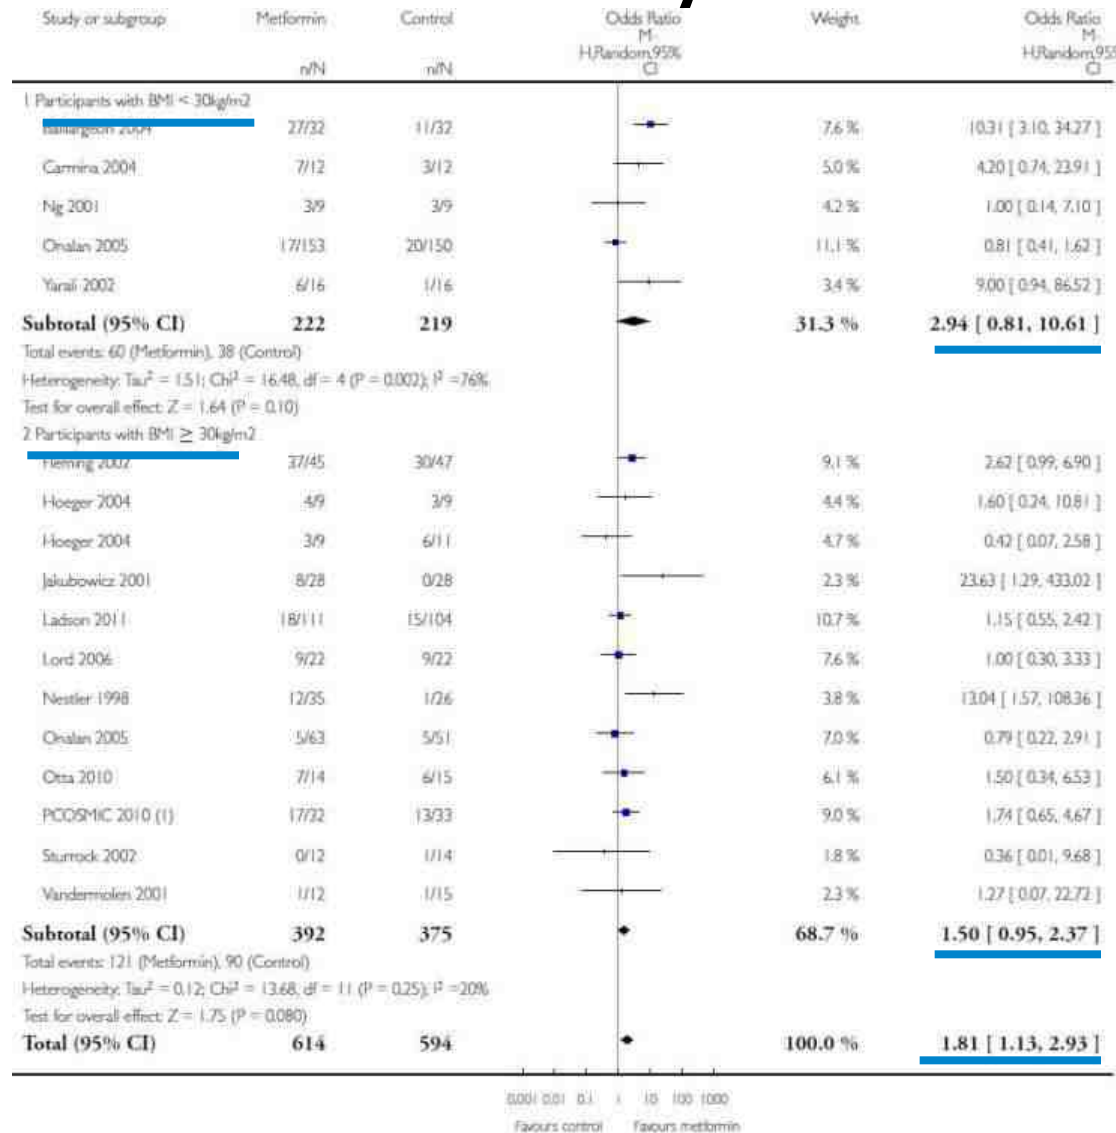 Study or subgroup Metformin Control Odds Ratio Weight Odds Ratio
M- M-
H,Random,95% H,Random,95%
n/N n/N CI CI
1 Participants with BMI < 30kg/m2
Baillargeon 2004 27/32 11/32 7.6 % 10.31 [ 3.10, 34.27 ]
Carmina 2004 7/12 3/12 5.0 % 4.20 [ 0.74, 23.91 ]
Ng 2001 3/9 3/9 4.2 % 1.00 [ 0.14, 7.10 ]
Onalan 2005 17/153 20/150 11.1 % 0.81 [ 0.41, 1.62 ]
Yarali 2002 6/16 1/16 3.4 % 9.00 [ 0.94, 86.52 ]
Subtotal (95% CI) 222 219 31.3 % 2.94 [ 0.81, 10.61 ]
Total events: 60 (Metformin), 38 (Control)
Heterogeneity: Tau² = 1.51; Chi² = 16.48, df = 4 (P = 0.002); I² =76%
Test for overall effect: Z = 1.64 (P = 0.10)
2 Participants with BMI ≥ 30kg/m2
Fleming 2002 37/45 30/47 9.1 % 2.62 [ 0.99, 6.90 ]
Hoeger 2004 4/9 3/9 4.4 % 1.60 [ 0.24, 10.81 ]
Hoeger 2004 3/9 6/11 4.7 % 0.42 [ 0.07, 2.58 ]
Jakubowicz 2001 8/28 0/28 2.3 % 23.63 [ 1.29, 433.02 ]
Ladson 2011 18/111 15/104 10.7 % 1.15 [ 0.55, 2.42 ]
Lord 2006 9/22 9/22 7.6 % 1.00 [ 0.30, 3.33 ]
Nestler 1998 12/35 1/26 3.8 % 13.04 [ 1.57, 108.36 ]
Onalan 2005 5/63 5/51 7.0 % 0.79 [ 0.22, 2.91 ]
Otta 2010 7/14 6/15 6.1 % 1.50 [ 0.34, 6.53 ]
PCOSMIC 2010 (1) 17/32 13/33 9.0 % 1.74 [ 0.65, 4.67 ]
Sturrock 2002 0/12 1/14 1.8 % 0.36 [ 0.01, 9.68 ]
Vandermolen 2001 1/12 1/15 2.3 % 1.27 [ 0.07, 22.72 ]
Subtotal (95% CI) 392 375 68.7 % 1.50 [ 0.95, 2.37 ]
Total events: 121 (Metformin), 90 (Control)
Heterogeneity: Tau² = 0.12; Chi² = 13.68, df = 11 (P = 0.25); I² =20%
Test for overall effect: Z = 1.75 (P = 0.080)
Total (95% CI) 614 594 100.0 % 1.81 [ 1.13, 2.93 ]
0.001 0.01 0.1 1 10 100 1000
Favours control Favours metformin